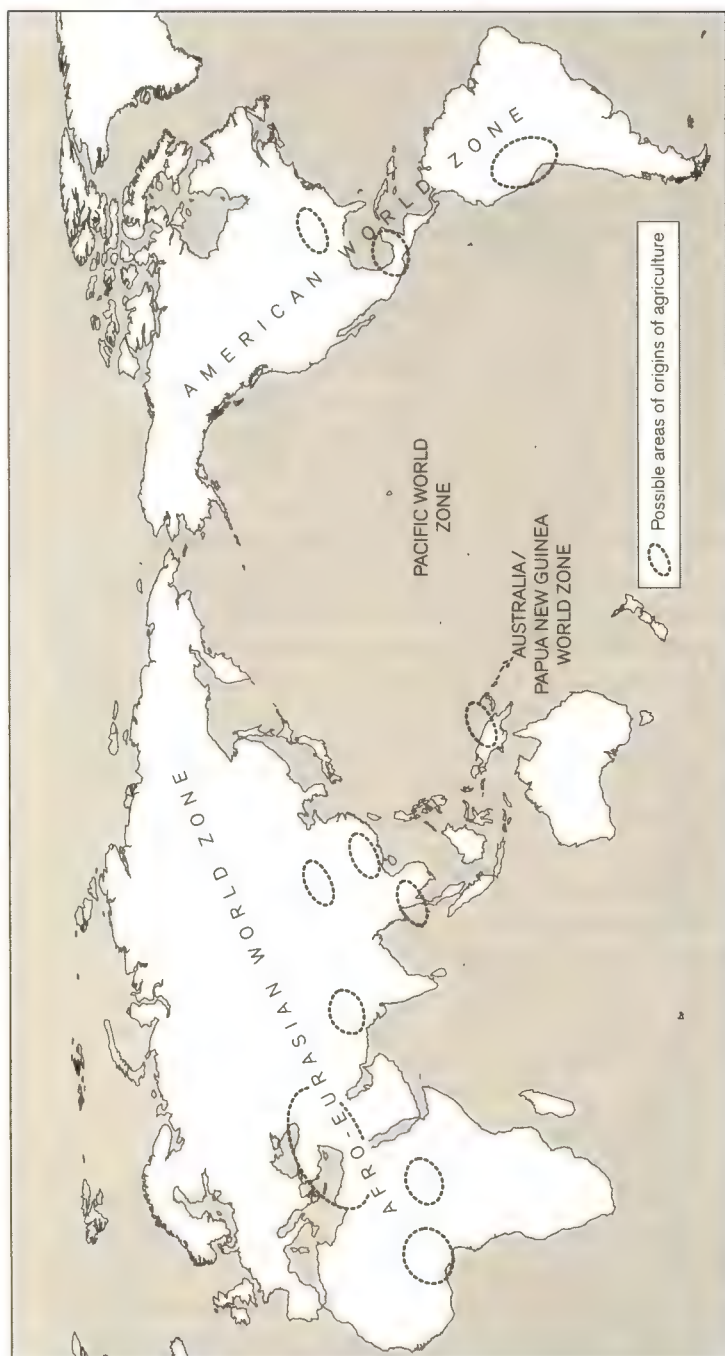 AFRO-EURASIAN WORLD ZONE
AMERICAN WORLD ZONE
PACIFIC WORLD
ZONE
AUSTRALIA/
PAPUA NEW GUINEA
WORLD ZONE
Possible areas of origins of agriculture